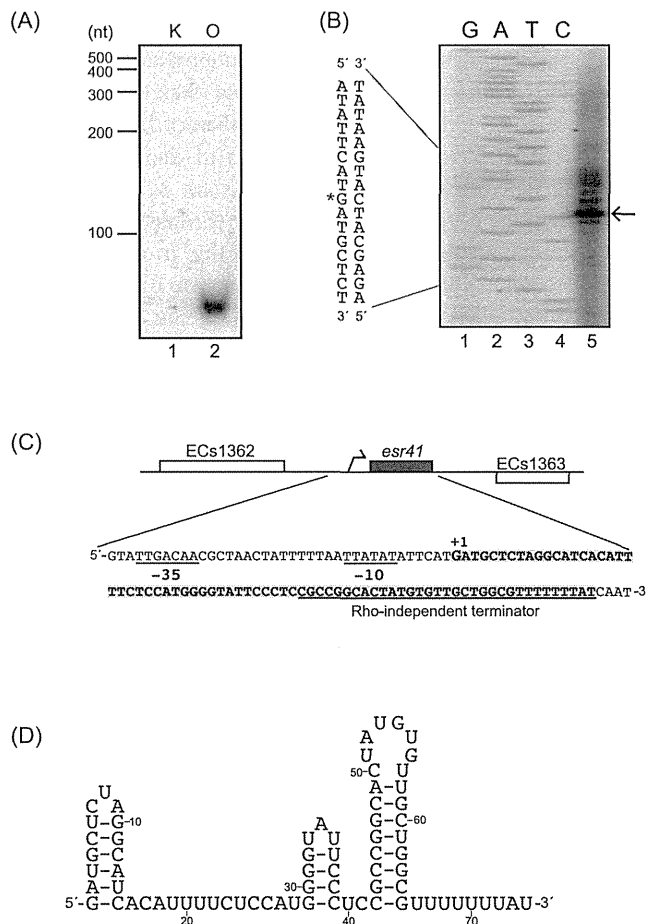 (A)
(nt) K O
500
400
300
200
100
1 2
(B)
G A T C
5´ 3´
A T
T A
A T
T A
T A
C G
A T
T A
*G C
A T
T A
G C
C G
T A
C G
T A
3´ 5´
1 2 3 4 5
(C)
ECs1362 esr41 ECs1363
+1
5´-GTATTGACAACGCTAACTATTTTTAATTATATATTCATGATGCTCTAGGCATCACATT
-35 -10
TTCTCCATGGGGTATTCCCTCCGCCGGCACTATGTGTTGCTGGCGTTTTTTTATCAAT-3
Rho-independent terminator
(D)
U G
U U
A G
U U
50-C U
A-U
U C-G
C A A G-U
U-G -10 A G-C-60
C-G U U G-U
G-C G-C C-G
U-A G-C C-G
A-U 30-G-C G-C
5´-G-CACAUUUUCUCCAUG-CUCCG-CGUUUUUUUAU-3´
20 40 70